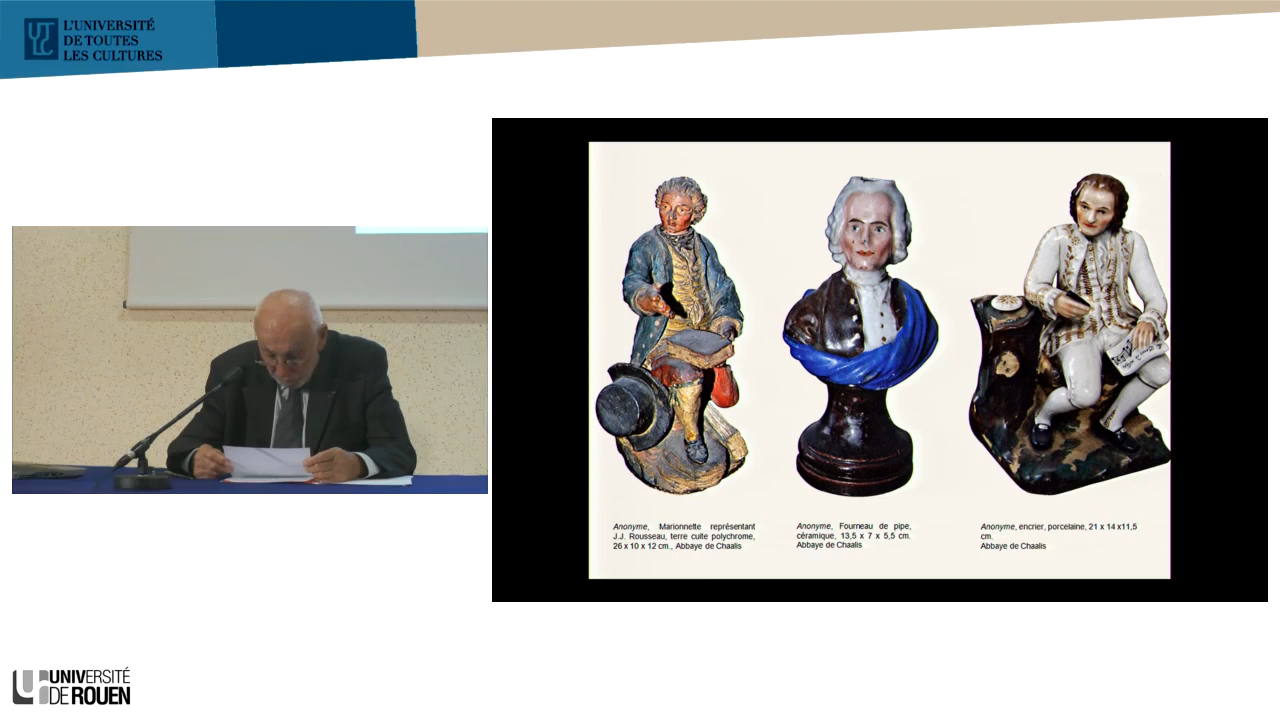 L'UNIVERSITÉ
DE TOUTES
LES CULTURES
Anonyme, Marionnette représentant
J.J. Rousseau, terre cuite polychrome,
26 x 10 x 12 cm., Abbaye de Chaalis
Anonyme, Fourneau de pipe,
céramique, 13,5 x 7 x 5,5 cm.
Abbaye de Chaalis
Anonyme, encrier, porcelaine, 21 x 14 x11,5
cm.
Abbaye de Chaalis
UNIVERSITÉ
DE ROUEN